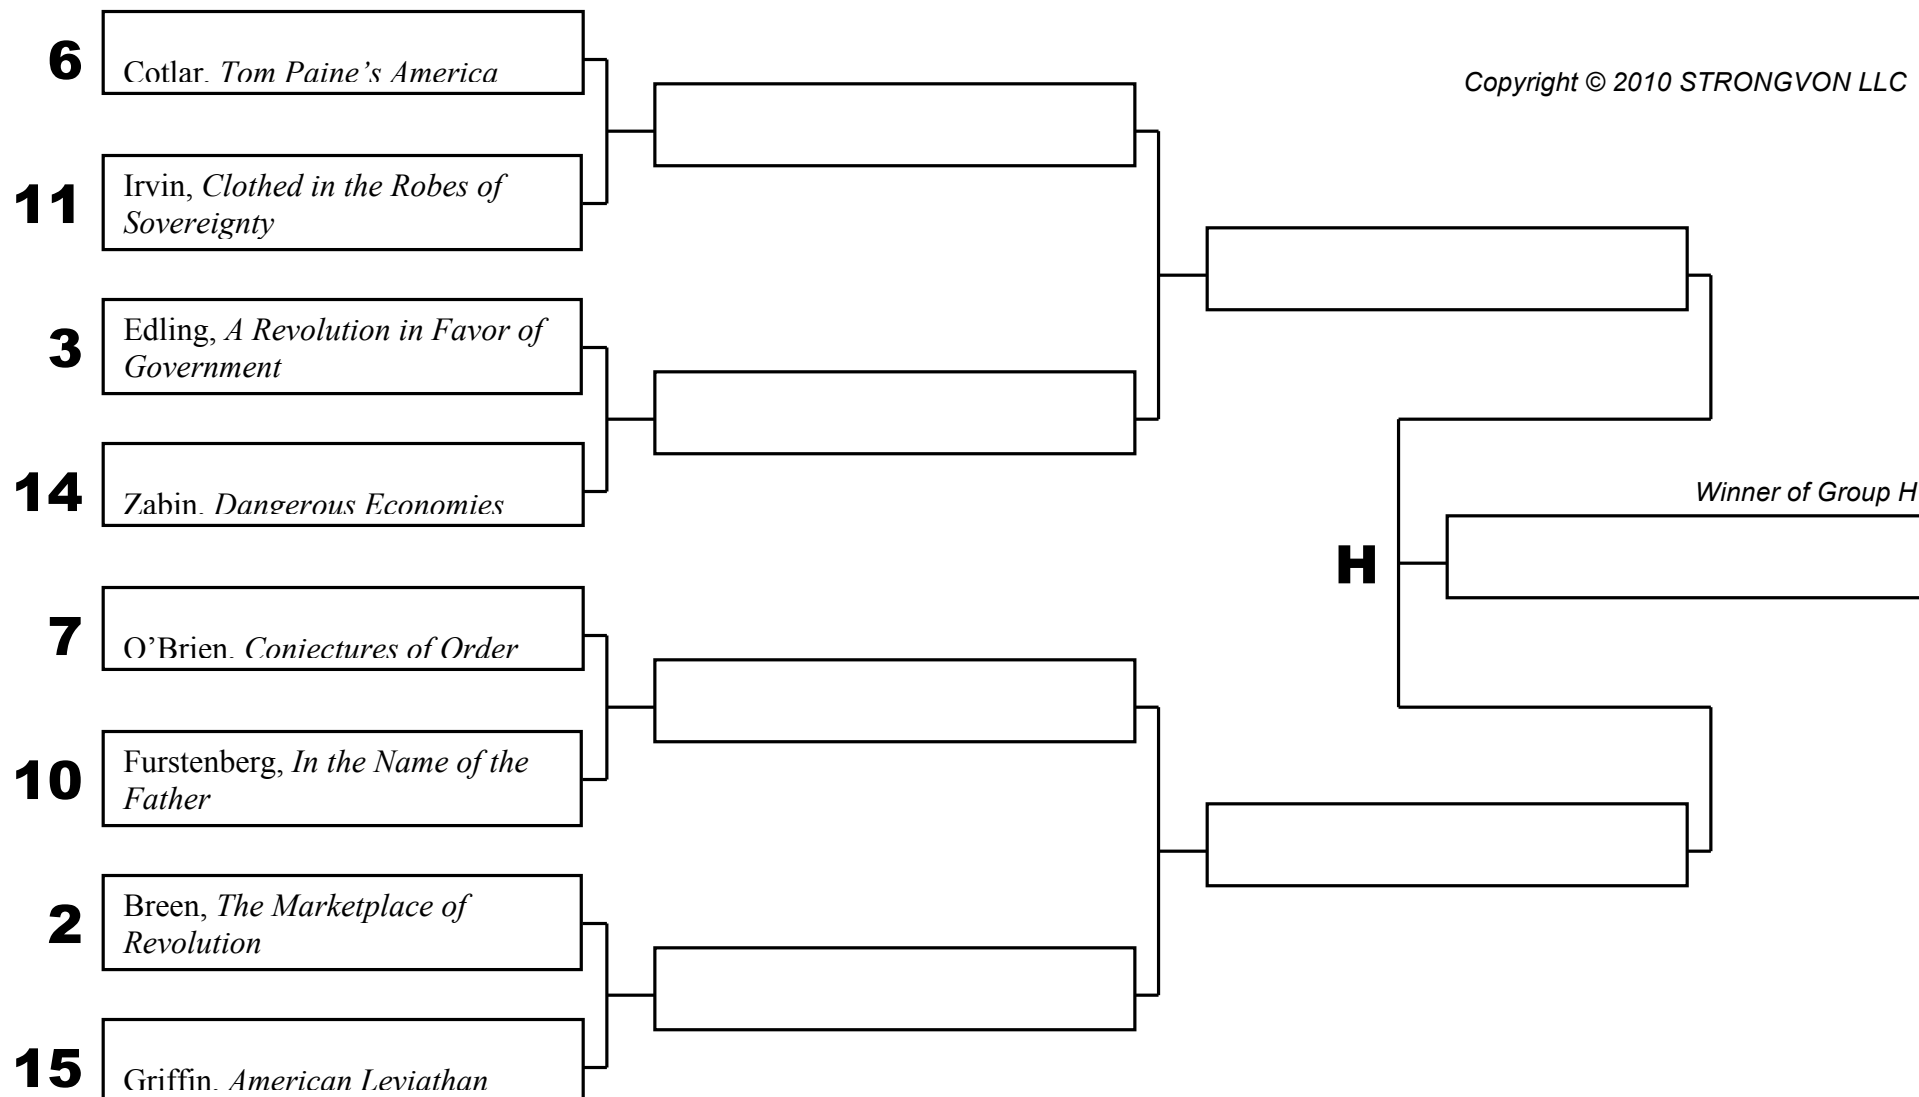 6
Cotlar, Tom Paine’s America
Copyright © 2010 STRONGVON LLC
11
Irvin, Clothed in the Robes of
Sovereignty
3
Edling, A Revolution in Favor of
Government
14
Zabin, Dangerous Economies
Winner of Group H
H
7
O’Brien, Conjectures of Order
10
Furstenberg, In the Name of the
Father
2
Breen, The Marketplace of
Revolution
15
Griffin, American Leviathan